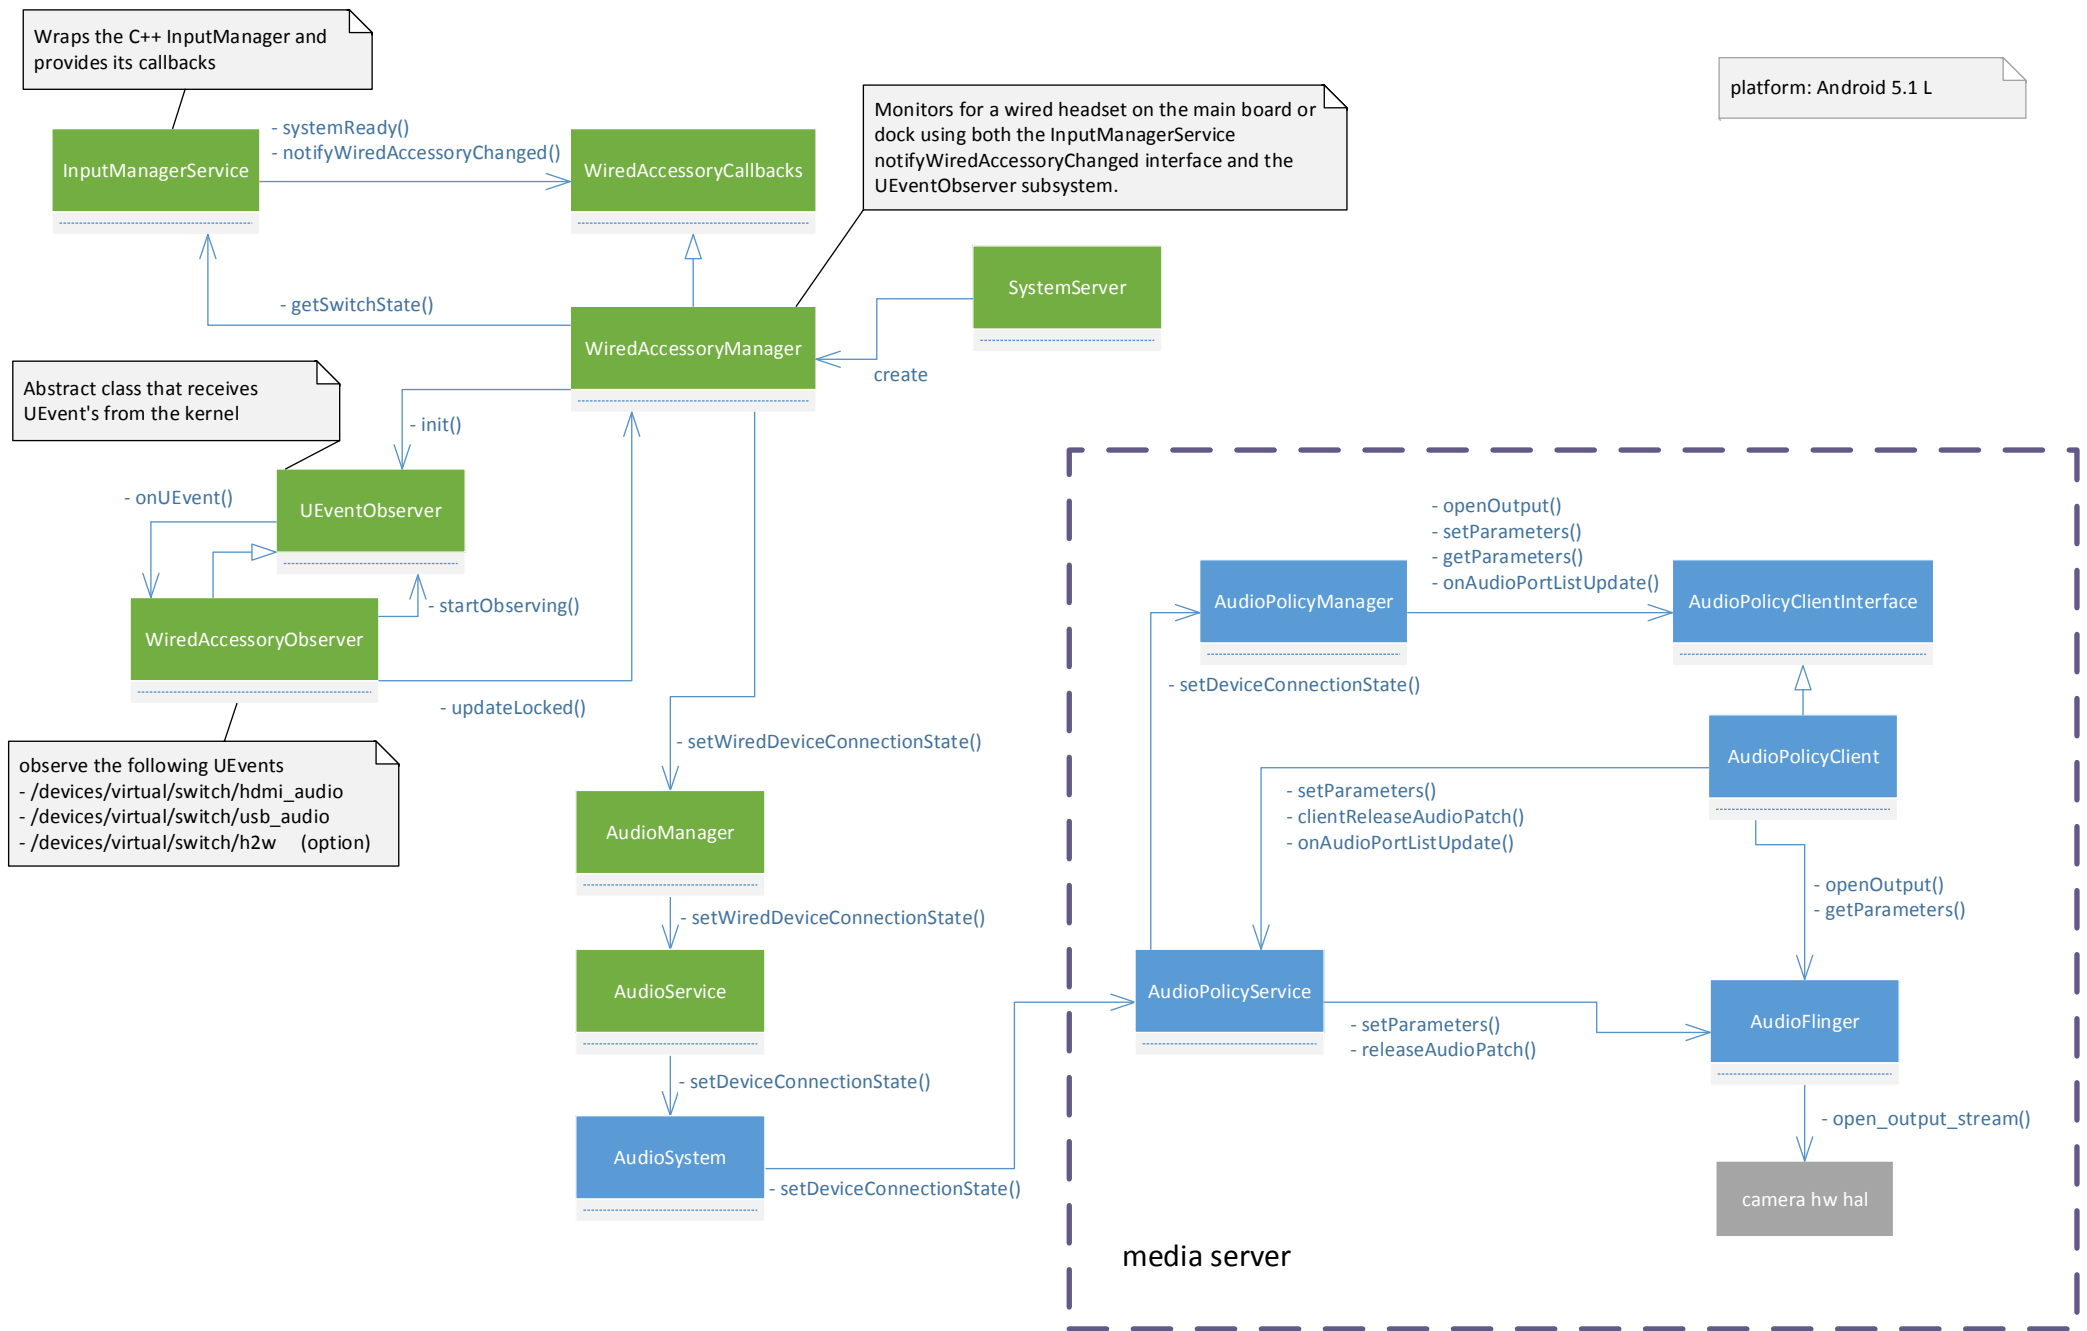 Wraps the C++ InputManager and
provides its callbacks
platform: Android 5.1 L
Monitors for a wired headset on the main board or
dock using both the InputManagerService
notifyWiredAccessoryChanged interface and the
UEventObserver subsystem.
- systemReady()
- notifyWiredAccessoryChanged()
InputManagerService
WiredAccessoryCallbacks
SystemServer
- getSwitchState()
WiredAccessoryManager
create
Abstract class that receives
UEvent's from the kernel
- init()
- onUEvent()
UEventObserver
- startObserving()
WiredAccessoryObserver
- updateLocked()
observe the following UEvents
- /devices/virtual/switch/hdmi_audio
- /devices/virtual/switch/usb_audio
- /devices/virtual/switch/h2w (option)
- setWiredDeviceConnectionState()
AudioManager
- setWiredDeviceConnectionState()
AudioService
- setDeviceConnectionState()
AudioSystem
- setDeviceConnectionState()
- openOutput()
- setParameters()
- getParameters()
- onAudioPortListUpdate()
AudioPolicyManager
AudioPolicyClientInterface
- setDeviceConnectionState()
AudioPolicyClient
- setParameters()
- clientReleaseAudioPatch()
- onAudioPortListUpdate()
- openOutput()
- getParameters()
AudioPolicyService
- setParameters()
- releaseAudioPatch()
AudioFlinger
- open_output_stream()
camera hw hal
media server